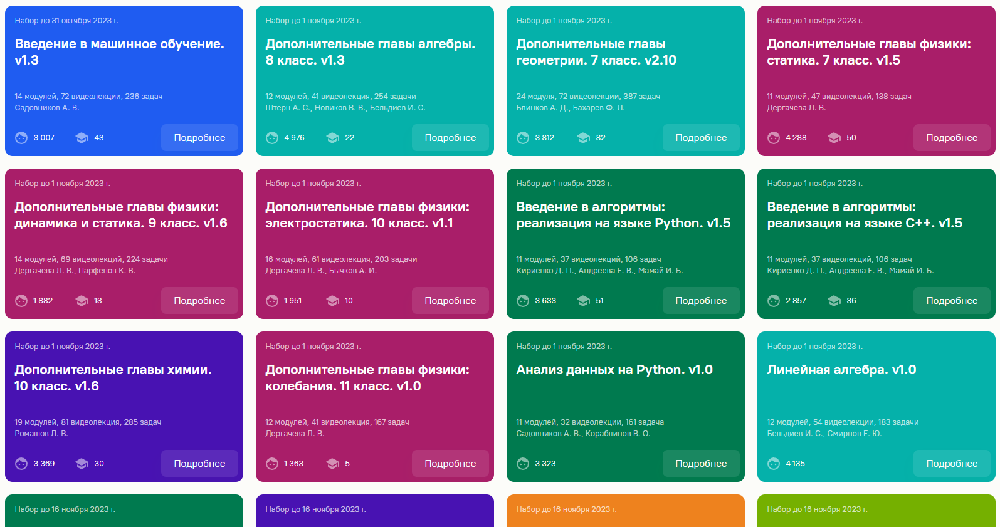 Набор до 31 октября 2023 г.
Введение в машинное обучение.
v1.3
14 модулей, 72 видеолекции, 236 задач
Садовников А. В.
3 007
43
Подробнее
Набор до 1 ноября 2023 г.
Дополнительные главы алгебры.
8 класс. v1.3
12 модулей, 41 видеолекция, 254 задачи
Штерн А. С., Новиков В. В., Бельдиев И. С.
4 976
22
Подробнее
Набор до 1 ноября 2023 г.
Дополнительные главы
геометрии. 7 класс. v2.10
24 модуля, 72 видеолекции, 387 задач
Блинков А. Д., Бахарев Ф. Л.
3 812
82
Подробнее
Набор до 1 ноября 2023 г.
Дополнительные главы физики:
статика. 7 класс. v1.5
11 модулей, 47 видеолекций, 138 задач
Дергачева Л. В.
4 288
50
Подробнее
Набор до 1 ноября 2023 г.
Дополнительные главы физики:
динамика и статика. 9 класс. v1.6
14 модулей, 69 видеолекций, 224 задачи
Дергачева Л. В., Парфенов К. В.
1 882
13
Подробнее
Набор до 1 ноября 2023 г.
Дополнительные главы физики:
электростатика. 10 класс. v1.1
16 модулей, 61 видеолекция, 203 задачи
Дергачева Л. В., Бычков А. И.
1 951
10
Подробнее
Набор до 1 ноября 2023 г.
Введение в алгоритмы:
реализация на языке Python. v1.5
11 модулей, 37 видеолекций, 106 задач
Кириенко Д. П., Андреева Е. В., Мамай И. Б.
3 633
51
Подробнее
Набор до 1 ноября 2023 г.
Введение в алгоритмы:
реализация на языке C++. v1.5
11 модулей, 37 видеолекций, 106 задач
Кириенко Д. П., Андреева Е. В., Мамай И. Б.
2 857
36
Подробнее
Набор до 1 ноября 2023 г.
Дополнительные главы химии.
10 класс. v1.6
19 модулей, 81 видеолекция, 285 задач
Ромашов Л. В.
3 369
30
Подробнее
Набор до 1 ноября 2023 г.
Дополнительные главы физики:
колебания. 11 класс. v1.0
12 модулей, 41 видеолекция, 167 задач
Дергачева Л. В.
1 363
5
Подробнее
Набор до 1 ноября 2023 г.
Анализ данных на Python. v1.0
11 модулей, 32 видеолекции, 161 задача
Садовников А. В., Кораблинов В. О.
3 323
Подробнее
Набор до 1 ноября 2023 г.
Линейная алгебра. v1.0
12 модулей, 54 видеолекции, 183 задачи
Бельдиев И. С., Смирнов Е. Ю.
4 135
Подробнее
Набор до 16 ноября 2023 г.
Набор до 16 ноября 2023 г.
Набор до 16 ноября 2023 г.
Набор до 16 ноября 2023 г.